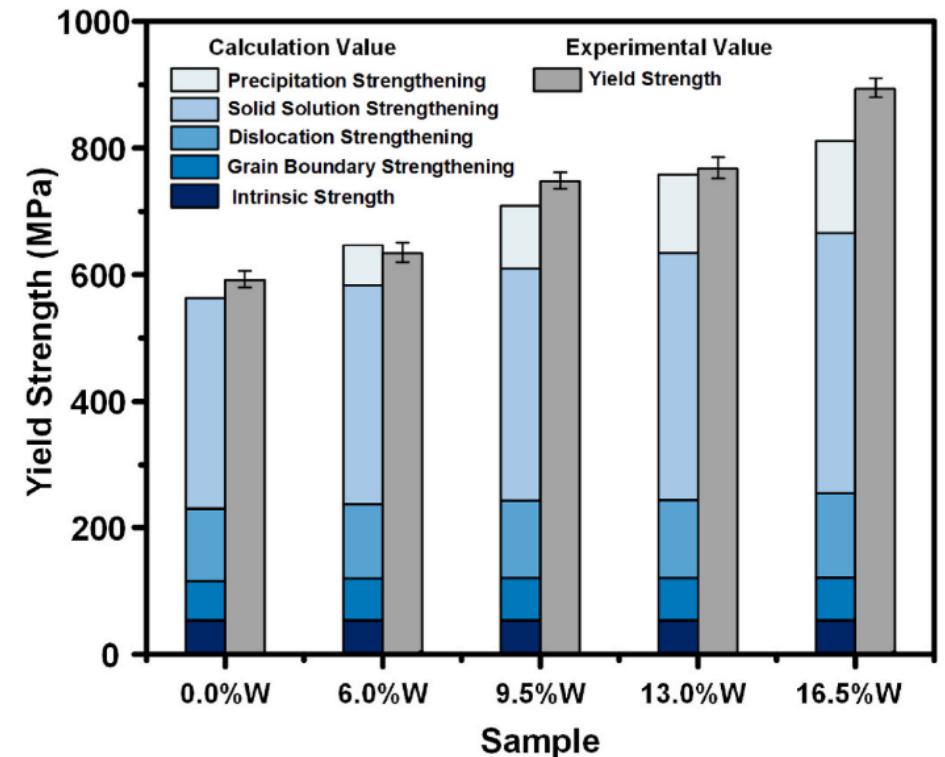 Yield Strength (MPa)
1000
800
600
400
200
0
Calculation Value
Precipitation Strengthening
Solid Solution Strengthening
Dislocation Strengthening
Grain Boundary Strengthening
Intrinsic Strength
Experimental Value
Yield Strength
0.0%W 6.0%W 9.5%W 13.0%W 16.5%W
Sample